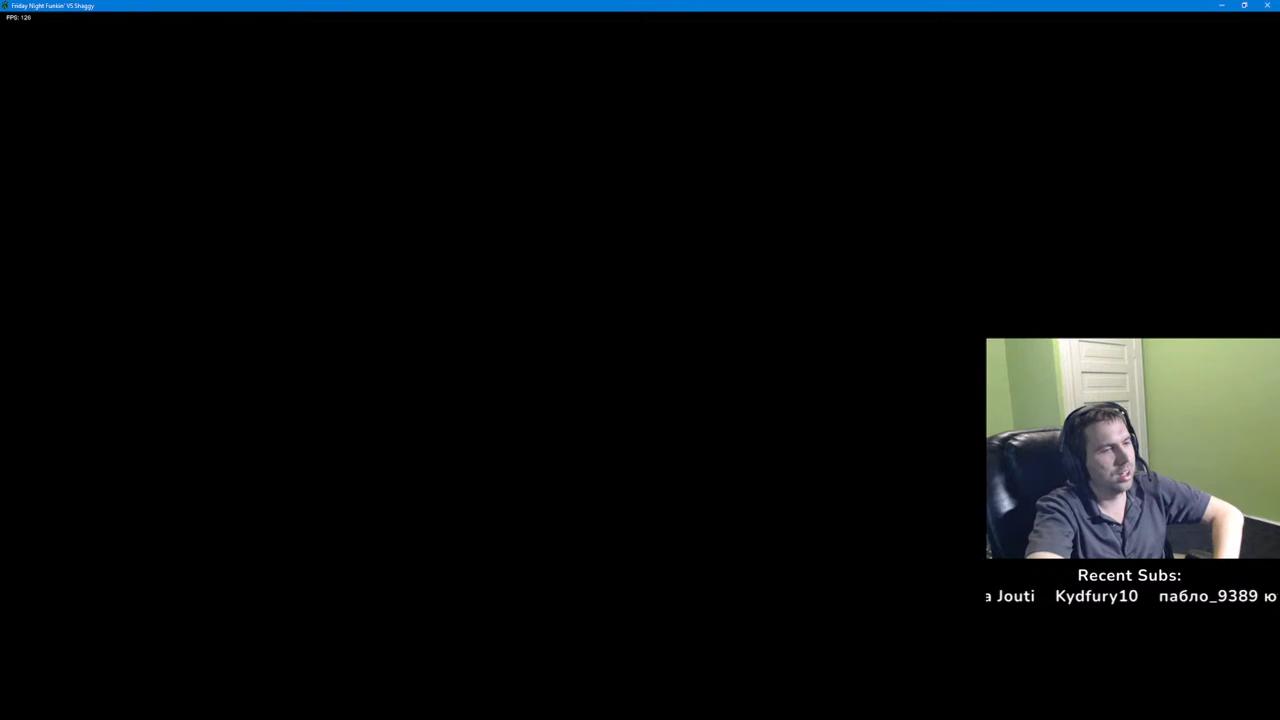 Friday Night Funkin' VS Shaggy
FPS: 126
Recent Subs:
a Jouti Kydfury10 пабло_9389 ю